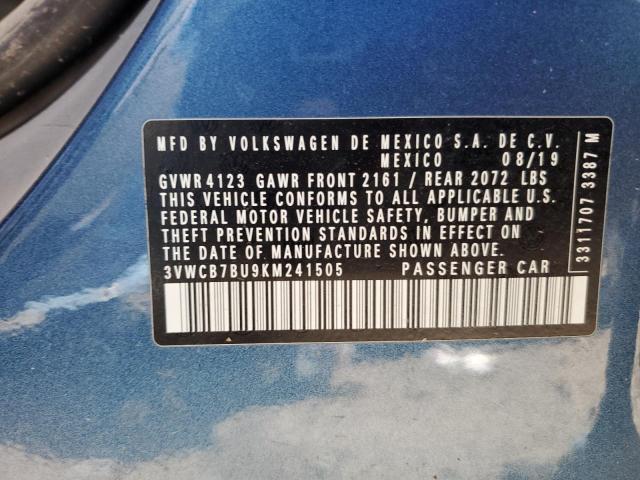 MFD BY VOLKSWAGEN DE MEXICO S.A. DE C.V.
MEXICO 08/19
GVWR 4123 GAWR FRONT 2161 / REAR 2072 LBS
THIS VEHICLE CONFORMS TO ALL APPLICABLE U.S.
FEDERAL MOTOR VEHICLE SAFETY, BUMPER AND
THEFT PREVENTION STANDARDS IN EFFECT ON
THE DATE OF MANUFACTURE SHOWN ABOVE.
3VWCB7BU9KM241505 PASSENGER CAR
3311707 3387 M